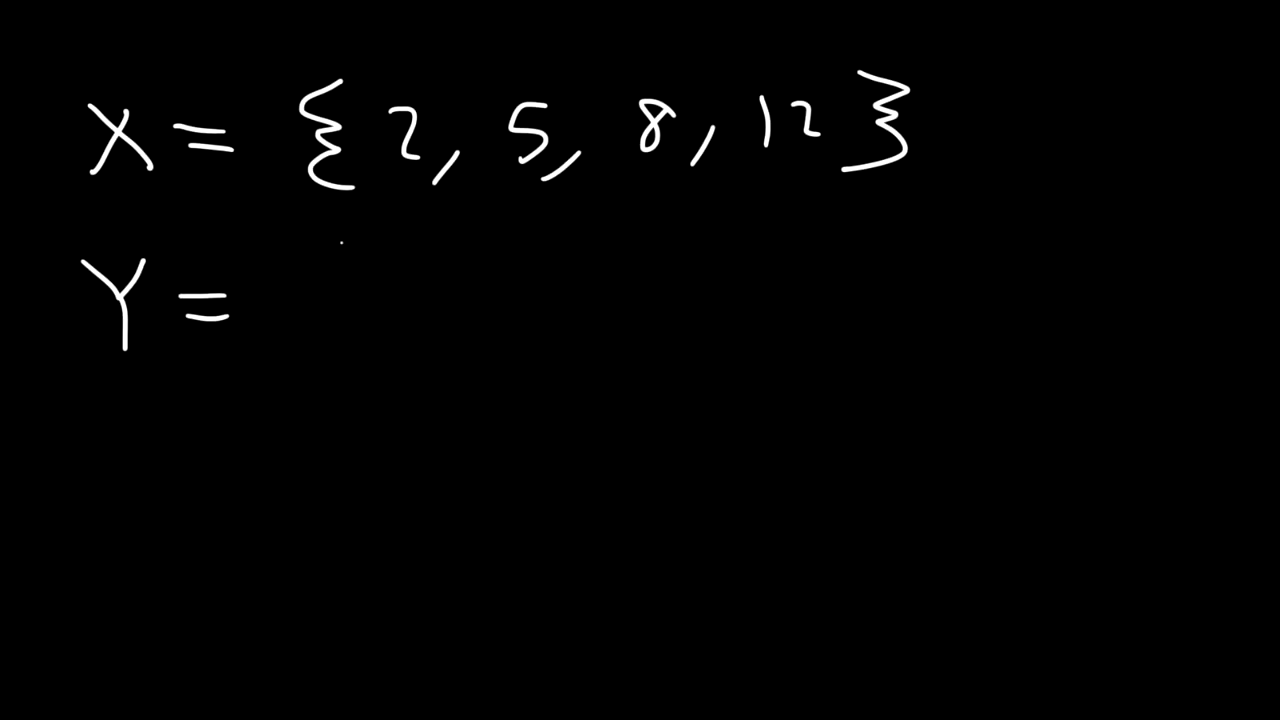 X = { 2, 5, 8, 12 }
Y =